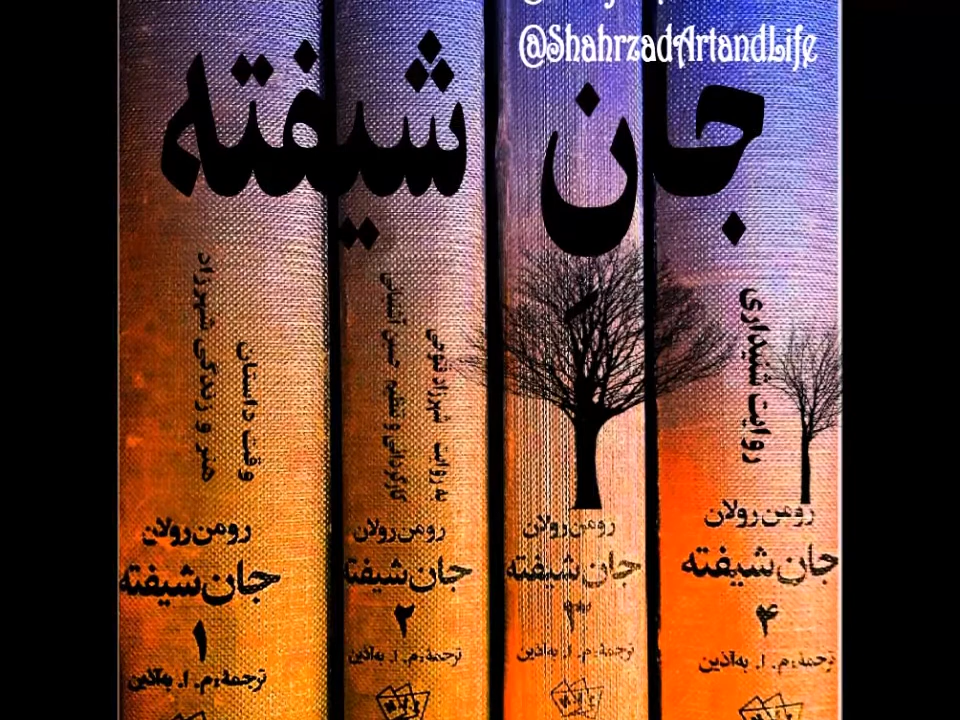 @ShahrzadArtandLife
جان شیفته
روایت شنیداری
به روایت شهرزاد فتوحی
وقت داستان
هنر و زندگی شهرزاد
رومن رولان
جان شیفته
۱
ترجمهٔ م. ا. به‌آذین
رومن رولان
جان شیفته
۲
ترجمهٔ م. ا. به‌آذین
رومن رولان
جان شیفته
۳
ترجمهٔ م. ا. به‌آذین
رومن رولان
جان شیفته
۴
ترجمهٔ م. ا. به‌آذین